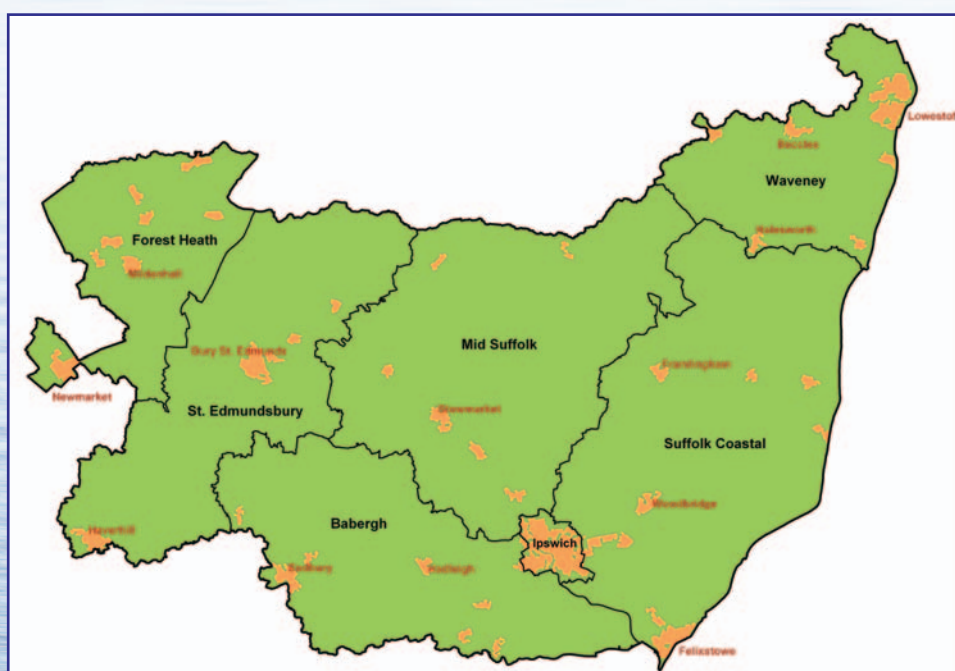 Lowestoft
Beccles
Waveney
Halesworth
Forest Heath
Mildenhall
Mid Suffolk
Bury St. Edmunds
Framlingham
Newmarket
St. Edmundsbury
Stowmarket
Suffolk Coastal
Woodbridge
Babergh
Haverhill
Ipswich
Sudbury
Hadleigh
Felixstowe